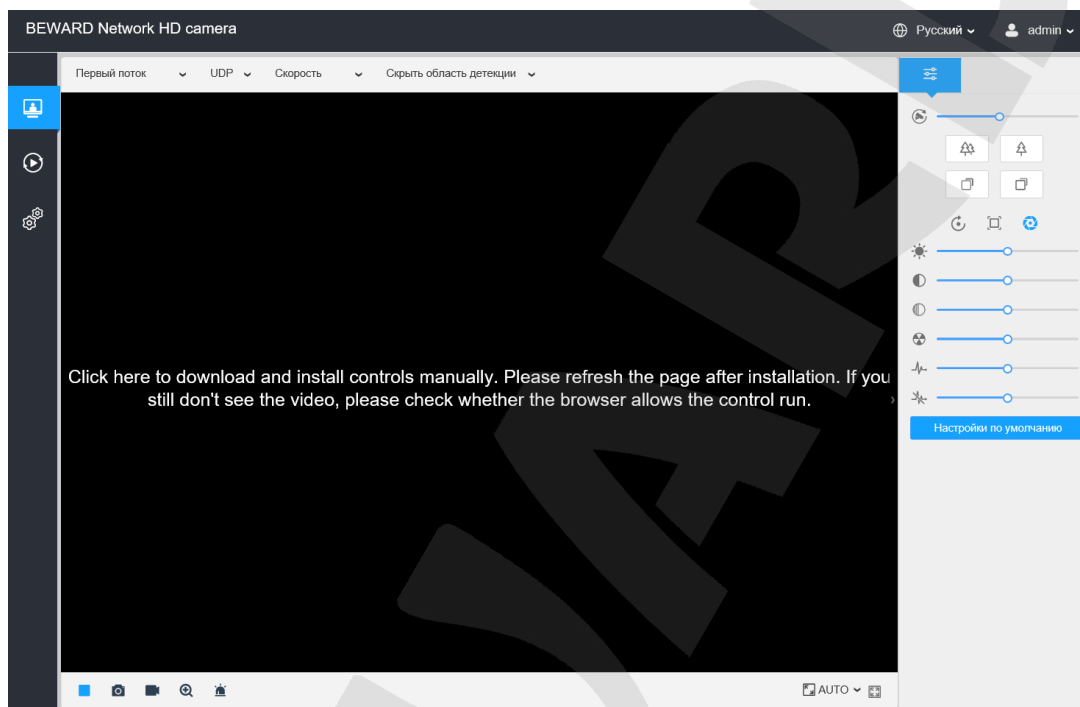 BEWARD Network HD camera
Русский
admin
Первый поток
UDP
Скорость
Скрыть область детекции
Click here to download and install controls manually. Please refresh the page after installation. If you
still don't see the video, please check whether the browser allows the control run.
Настройки по умолчанию
AUTO